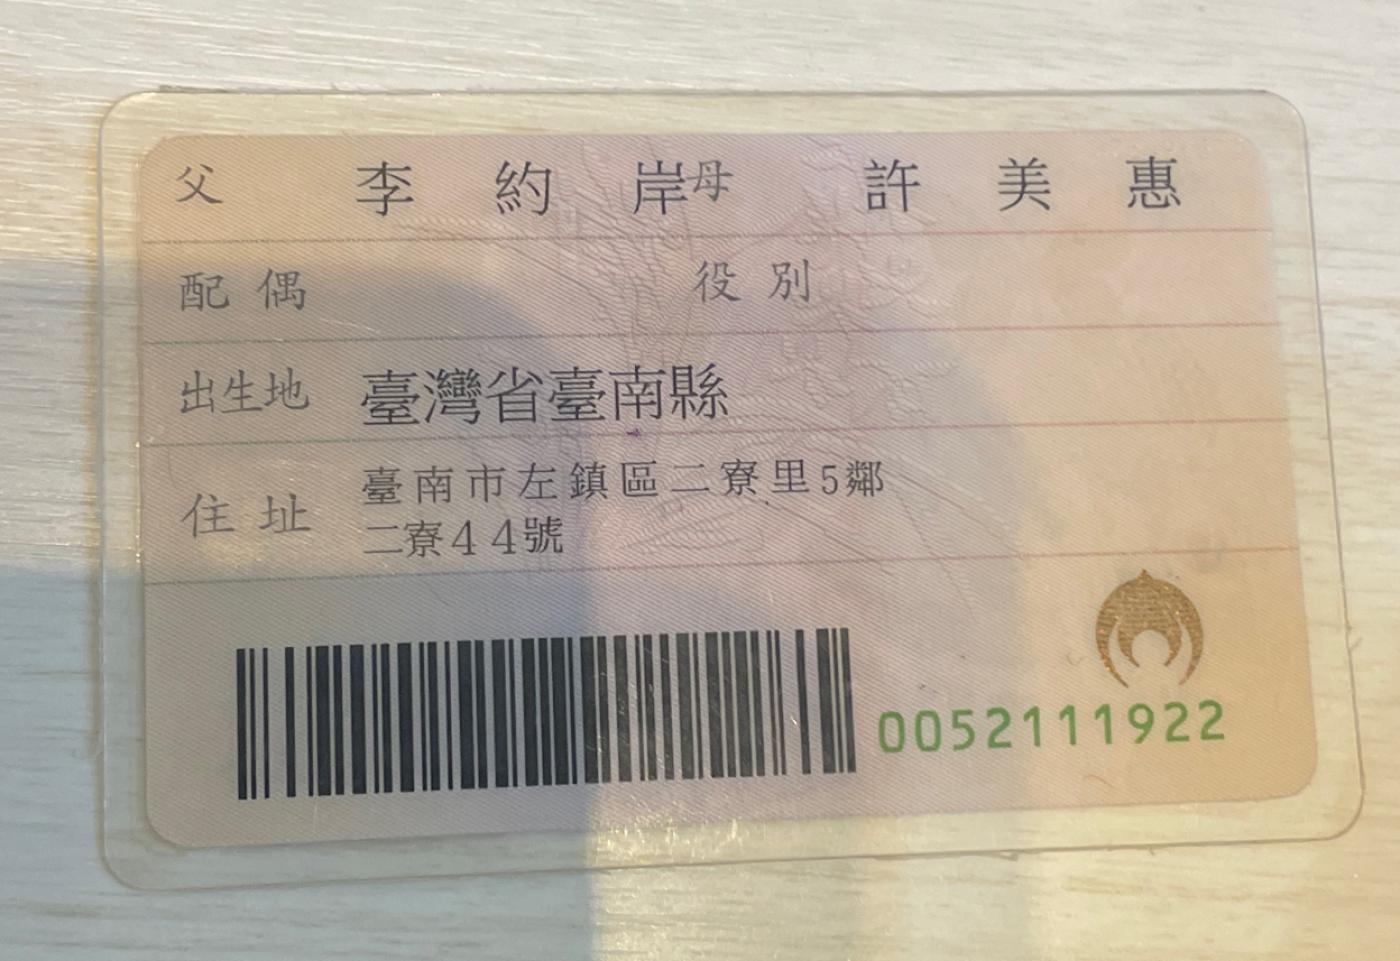 父 李約岸 母 許美惠
配偶 役別
出生地 臺灣省臺南縣
住址 臺南市左鎮區二寮里5鄰
二寮44號
0052111922